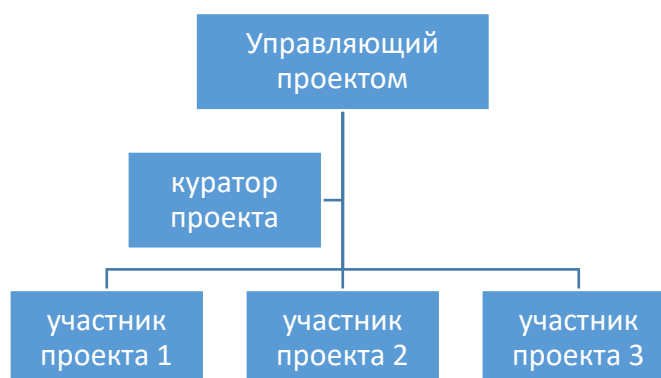 Управляющий
проектом
куратор
проекта
участник
проекта 1
участник
проекта 2
участник
проекта 3